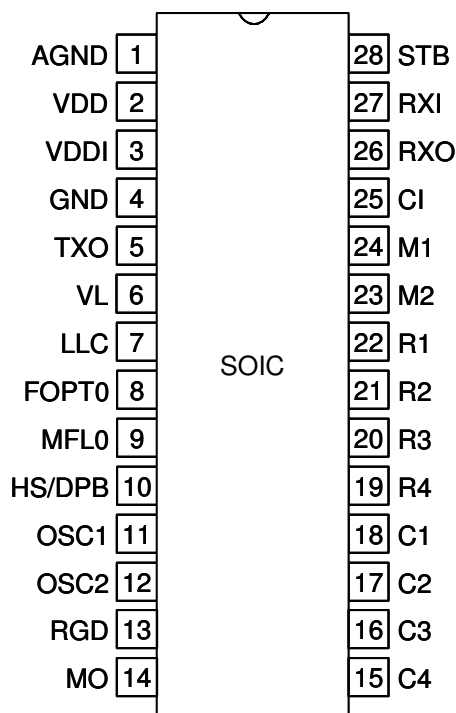 AGND 1 28 STB
VDD 2 27 RXI
VDDI 3 26 RXO
GND 4 25 CI
TXO 5 24 M1
VL 6 23 M2
LLC 7 22 R1
SOIC
FOPT0 8 21 R2
MFL0 9 20 R3
HS/DPB 10 19 R4
OSC1 11 18 C1
OSC2 12 17 C2
RGD 13 16 C3
MO 14 15 C4